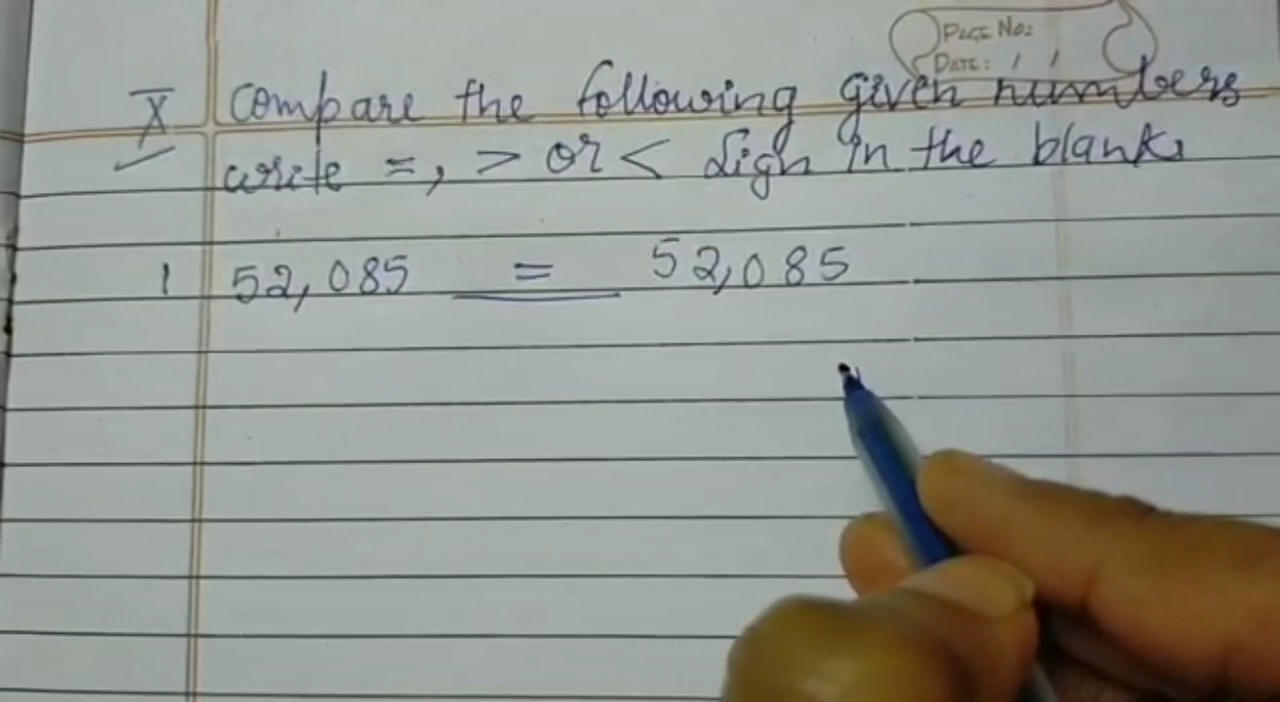 PAGE NO:
DATE: / /
X compare the following given numbers
write =, > or < sign in the blanks
1 52,085 = 52,085